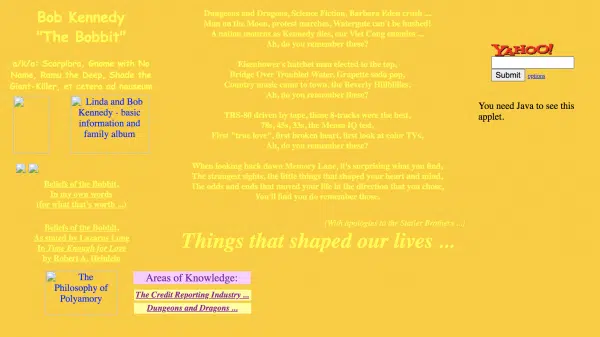 Bob Kennedy
"The Bobbit"
a/k/a: Scorpbro, Gnome with No
Name, Rama the Deep, Shade the
Giant-Killer, et cetera ad nauseum
Linda and Bob
Kennedy - basic
information and
family album
Beliefs of the Bobbit,
In my own words
(for what that's worth ...)
Beliefs of the Bobbit,
As mused by Lazarus Long
In Time Enough for Love
by Robert A. Heinlein
The
Philosophy of
Polyamory
Dungeons and Dragons, Science Fiction, Barbara Eden crush ...
Man on the Moon, protest marches, Watergate can't be hushed!
A nation mourns as Kennedy dies, our Viet Cong enemies ...
Ah, do you remember these?
Eisenhower's hatchet man elected to the top,
Bridge Over Troubled Water, Grapette soda pop,
Country music came to town, the Beverly Hillbillies;
Ah, do you remember these?
TRS-80 driven by tape, those 8-tracks were the best,
78s, 45s, 33s, the Mensa IQ test,
First "true love", first broken heart, first look at color TVs,
Ah, do you remember these?
When looking back down Memory Lane, it's surprising what you find,
The strangest sights, the little things that shaped your heart and mind,
The odds and ends that moved your life in the direction that you chose,
You'll find you do remember these.
(With apologies to the Statler Brothers ...)
Things that shaped our lives ...
Areas of Knowledge:
The Credit Reporting Industry ...
Dungeons and Dragons ...
YAHOO!
Submit options
You need Java to see this
applet.